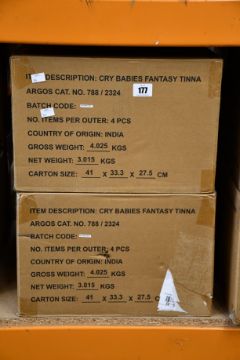 ITEM DESCRIPTION: CRY BABIES FANTASY TINNA
ARGOS CAT. NO. 788 / 2324
177
BATCH CODE:
NO. ITEMS PER OUTER: 4 PCS
COUNTRY OF ORIGIN: INDIA
GROSS WEIGHT: 4.025 KGS
NET WEIGHT: 3.015 KGS
CARTON SIZE: 41 X 33.3 X 27.5 CM
ITEM DESCRIPTION: CRY BABIES FANTASY TINNA
ARGOS CAT. NO. 788 / 2324
BATCH CODE:
NO. ITEMS PER OUTER: 4 PCS
COUNTRY OF ORIGIN: INDIA
GROSS WEIGHT: 4.025 KGS
NET WEIGHT: 3.015 KGS
CARTON SIZE: 41 X 33.3 X 27.5 C